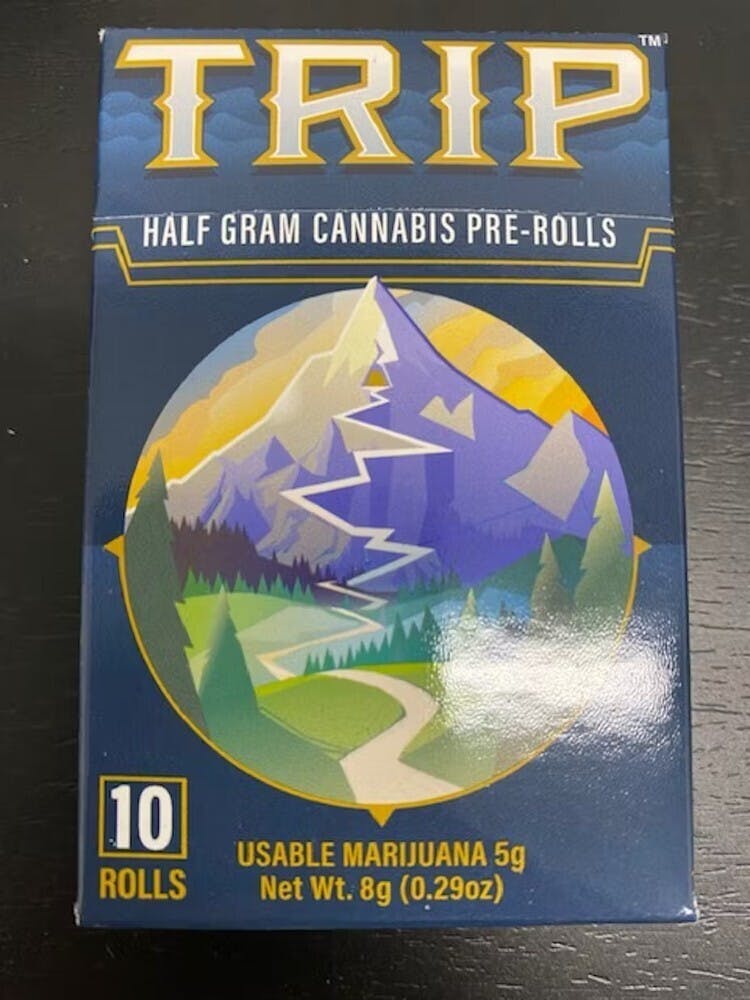 TRIP™
HALF GRAM CANNABIS PRE-ROLLS
10
ROLLS
USABLE MARIJUANA 5g
Net Wt. 8g (0.29oz)